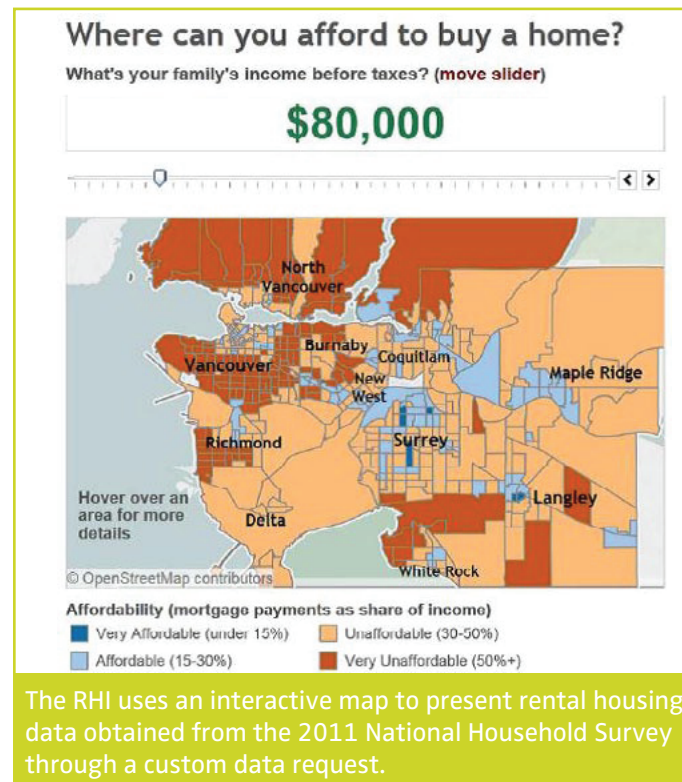 Where can you afford to buy a home?
What's your family's income before taxes? (move slider)
$80,000
North
Vancouver
Burnaby
Coquitlam
Vancouver
New
West
Maple Ridge
Richmond
Surrey
Hover over an
area for more
details
Delta
Langley
White Rock
© OpenStreetMap contributors
Affordability (mortgage payments as share of income)
Very Affordable (under 15%)
Unaffordable (30-50%)
Affordable (15-30%)
Very Unaffordable (50%+)
The RHI uses an interactive map to present rental housing
data obtained from the 2011 National Household Survey
through a custom data request.